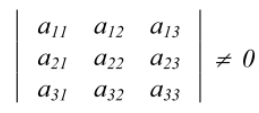 | a₁₁ a₁₂ a₁₃ |
| a₂₁ a₂₂ a₂₃ | ≠ 0
| a₃₁ a₃₂ a₃₃ |